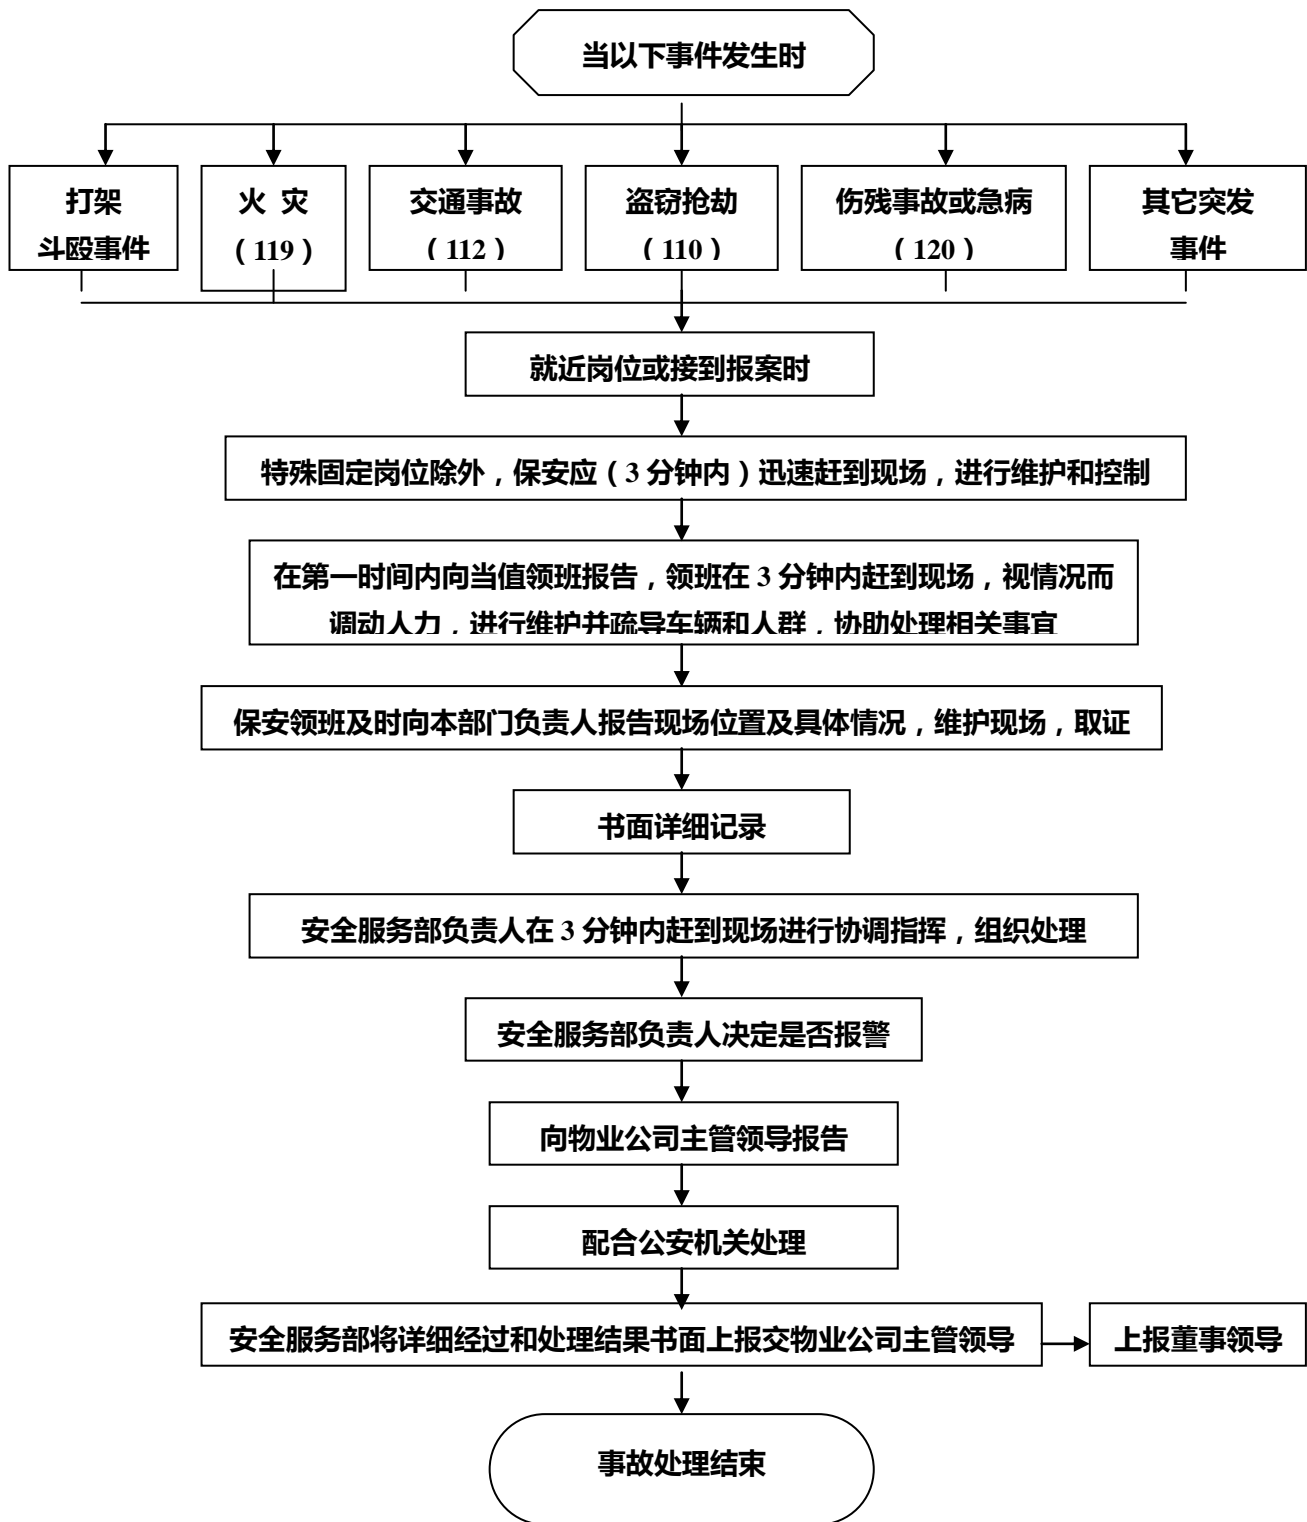 当以下事件发生时
打架
斗殴事件
火 灾
（119）
交通事故
（112）
盗窃抢劫
（110）
伤残事故或急病
（120）
其它突发
事件
就近岗位或接到报案时
特殊固定岗位除外，保安应（3 分钟内）迅速赶到现场，进行维护和控制
在第一时间内向当值领班报告，领班在 3 分钟内赶到现场，视情况而
调动人力，进行维护并疏导车辆和人群，协助处理相关事宜
保安领班及时向本部门负责人报告现场位置及具体情况，维护现场，取证
书面详细记录
安全服务部负责人在 3 分钟内赶到现场进行协调指挥，组织处理
安全服务部负责人决定是否报警
向物业公司主管领导报告
配合公安机关处理
安全服务部将详细经过和处理结果书面上报交物业公司主管领导
上报董事领导
事故处理结束